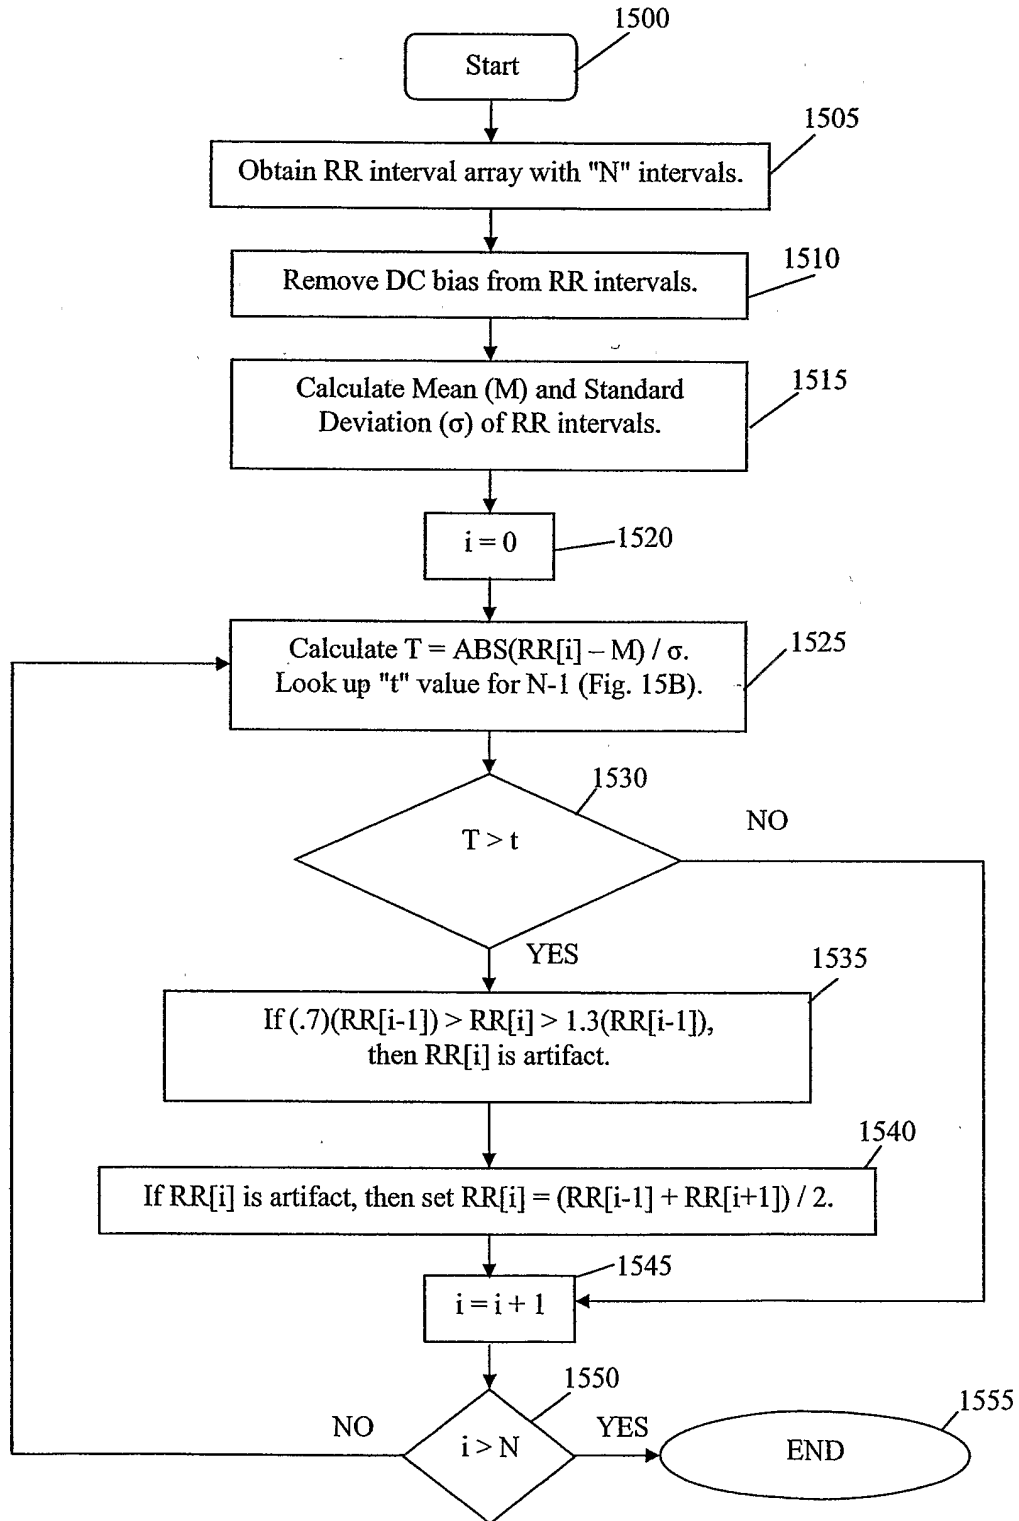 1500
Start
1505
Obtain RR interval array with "N" intervals.
1510
Remove DC bias from RR intervals.
1515
Calculate Mean (M) and Standard
Deviation (σ) of RR intervals.
i = 0
1520
Calculate T = ABS(RR[i] – M) / σ.
Look up "t" value for N-1 (Fig. 15B).
1525
1530
T > t
NO
YES
1535
If (.7)(RR[i-1]) > RR[i] > 1.3(RR[i-1]),
then RR[i] is artifact.
1540
If RR[i] is artifact, then set RR[i] = (RR[i-1] + RR[i+1]) / 2.
1545
i = i + 1
1550
NO
i > N
YES
1555
END